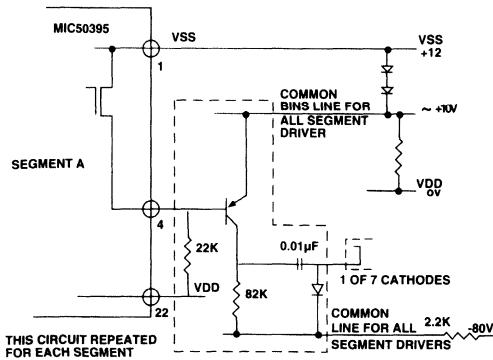 MIC50395
VSS
1
VSS
+12
COMMON
BINS LINE FOR
ALL SEGMENT
DRIVER
~ +10V
SEGMENT A
VDD
0V
4
22K
0.01µF
1 OF 7 CATHODES
VDD
82K
22
COMMON
LINE FOR ALL
SEGMENT DRIVERS
2.2K
-80V
THIS CIRCUIT REPEATED
FOR EACH SEGMENT